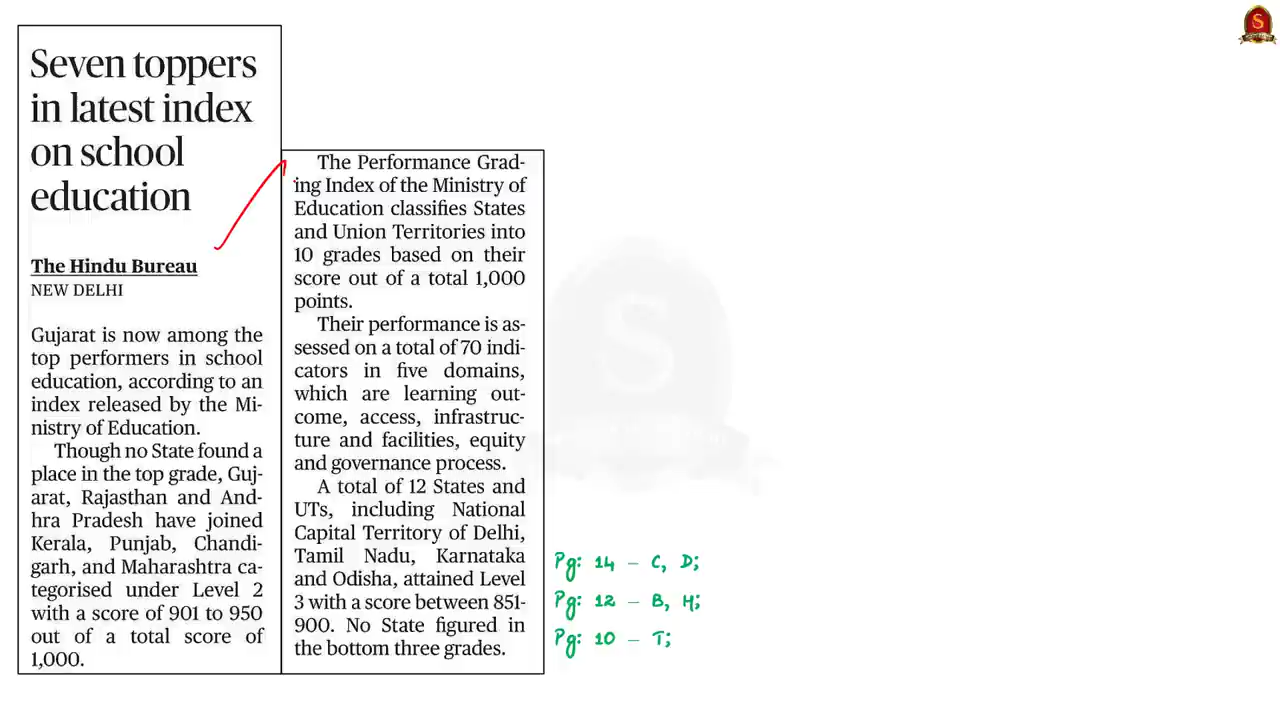 Seven toppers
in latest index
on school
education
The Hindu Bureau
NEW DELHI
Gujarat is now among the
top performers in school
education, according to an
index released by the Mi-
nistry of Education.
Though no State found a
place in the top grade, Guj-
arat, Rajasthan and And-
hra Pradesh have joined
Kerala, Punjab, Chandi-
garh, and Maharashtra ca-
tegorised under Level 2
with a score of 901 to 950
out of a total score of
1,000.
The Performance Grad-
ing Index of the Ministry of
Education classifies States
and Union Territories into
10 grades based on their
score out of a total 1,000
points.
Their performance is as-
sessed on a total of 70 indi-
cators in five domains,
which are learning out-
come, access, infrastruc-
ture and facilities, equity
and governance process.
A total of 12 States and
UTs, including National
Capital Territory of Delhi,
Tamil Nadu, Karnataka
and Odisha, attained Level
3 with a score between 851-
900. No State figured in
the bottom three grades.
Pg: 14 – C, D;
Pg: 12 – B, H;
Pg: 10 – T;
S
S